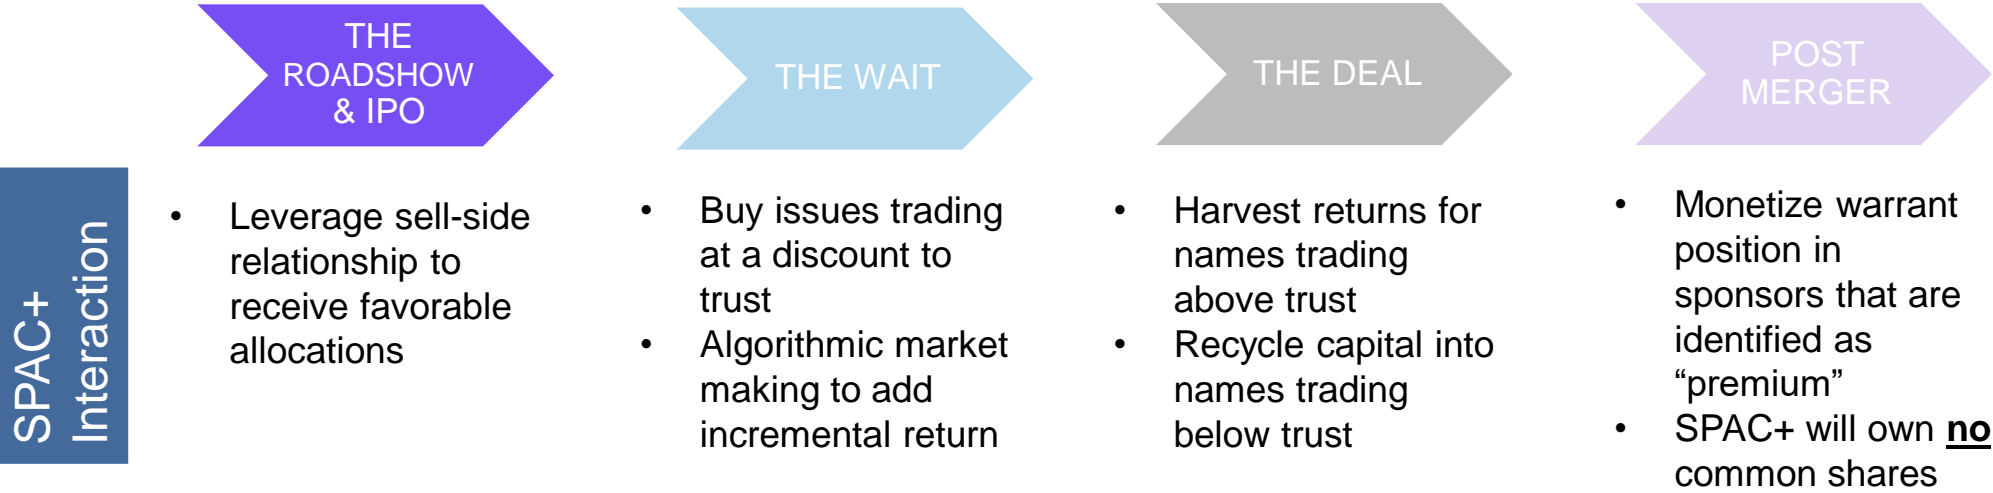 THE
ROADSHOW
& IPO
THE WAIT
THE DEAL
POST
MERGER
SPAC+
Interaction
• Leverage sell-side
relationship to
receive favorable
allocations
• Buy issues trading
at a discount to
trust
• Algorithmic market
making to add
incremental return
• Harvest returns for
names trading
above trust
• Recycle capital into
names trading
below trust
• Monetize warrant
position in
sponsors that are
identified as
“premium”
• SPAC+ will own no
common shares